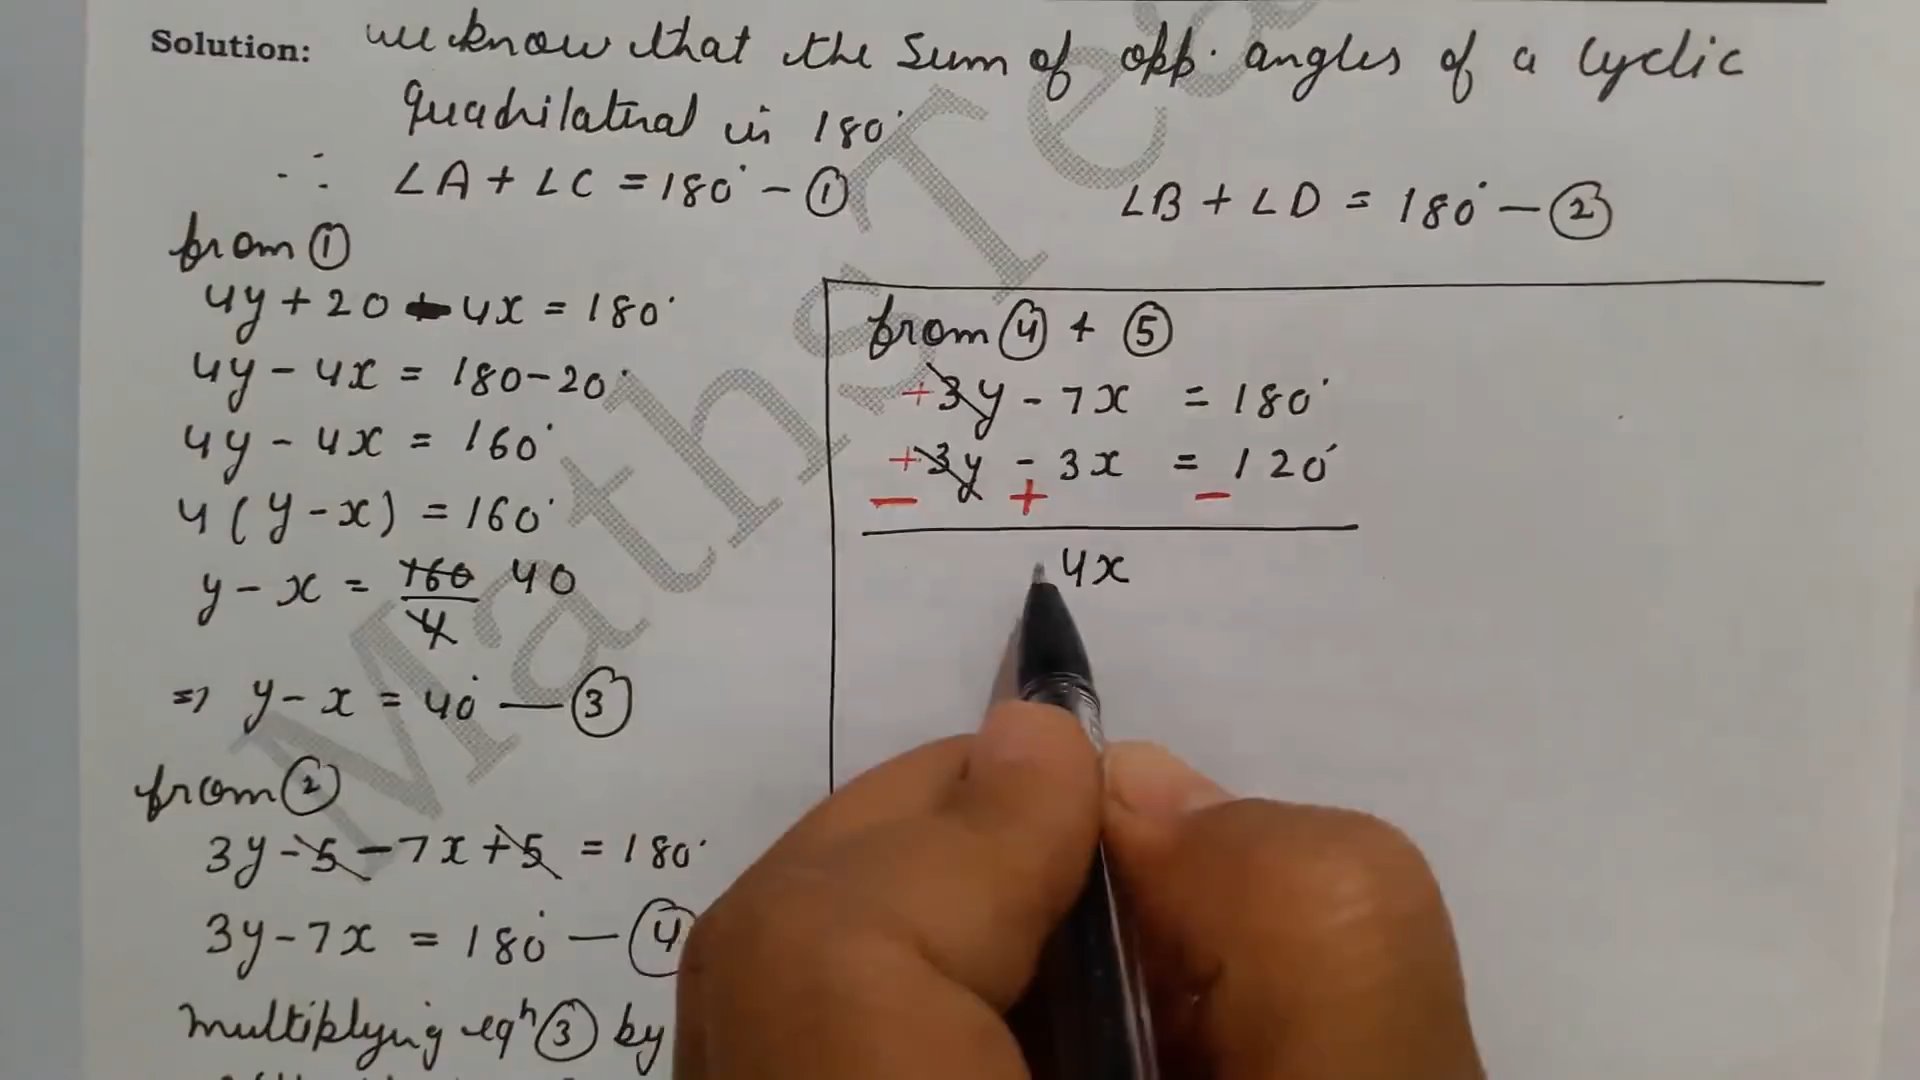 Solution: we know that the sum of opp. angles of a cyclic
quadrilateral is 180°
∴ ∠A + ∠C = 180° - ①
∠B + ∠D = 180° - ②
from ①
4y + 20 - 4x = 180°
4y - 4x = 180 - 20°
4y - 4x = 160°
4(y - x) = 160°
y - x = 160/4 40
⇒ y - x = 40° — ③
from ②
3y - 5 - 7x + 5 = 180°
3y - 7x = 180° — ④
Multiplying eqn ③ by
from ④ + ⑤
+3y - 7x = 180°
+3y - 3x = 120°
- + -
4x
MathsTe